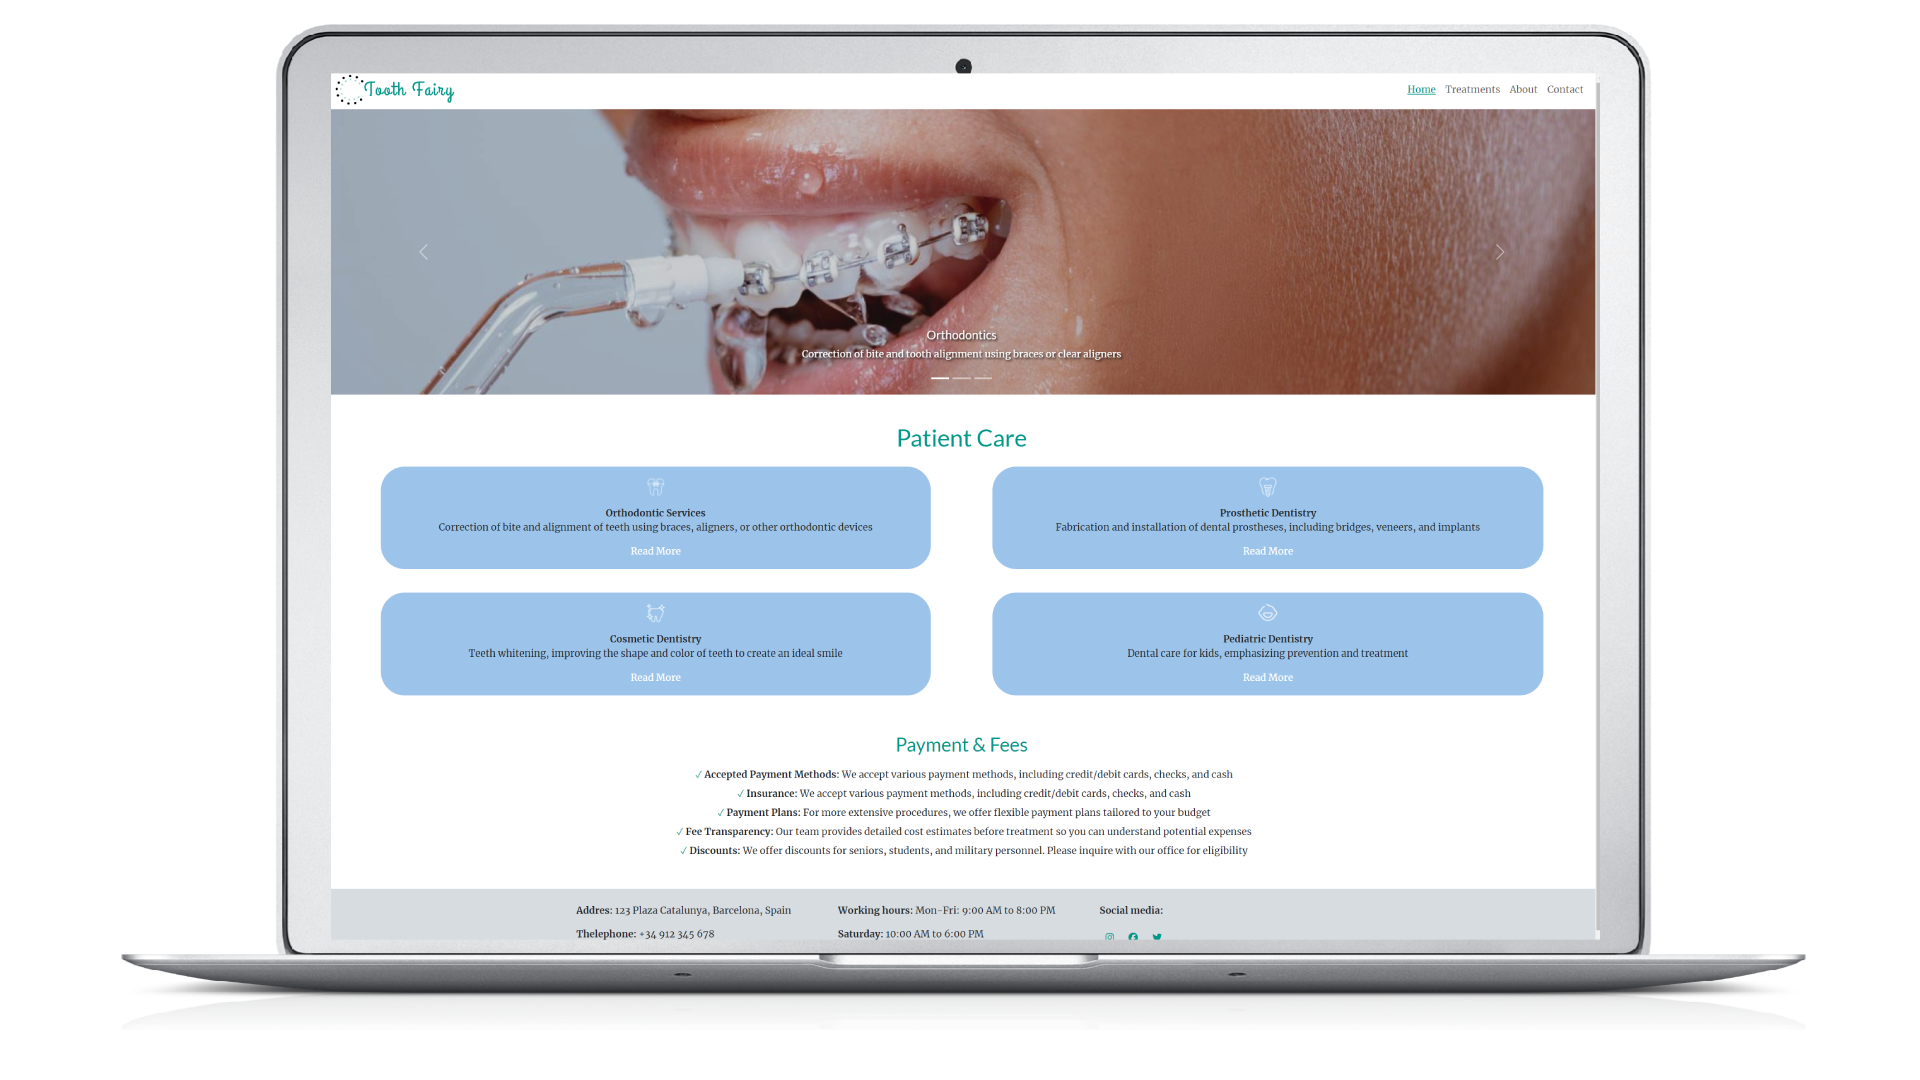 Tooth Fairy
Home Treatments About Contact
Orthodontics
Correction of bite and tooth alignment using braces or clear aligners
Patient Care
Orthodontic Services
Correction of bite and alignment of teeth using braces, aligners, or other orthodontic devices
Read More
Prosthetic Dentistry
Fabrication and installation of dental prostheses, including bridges, veneers, and implants
Read More
Cosmetic Dentistry
Teeth whitening, improving the shape and color of teeth to create an ideal smile
Read More
Pediatric Dentistry
Dental care for kids, emphasizing prevention and treatment
Read More
Payment & Fees
✓ Accepted Payment Methods: We accept various payment methods, including credit/debit cards, checks, and cash
✓ Insurance: We accept various payment methods, including credit/debit cards, checks, and cash
✓ Payment Plans: For more extensive procedures, we offer flexible payment plans tailored to your budget
✓ Fee Transparency: Our team provides detailed cost estimates before treatment so you can understand potential expenses
✓ Discounts: We offer discounts for seniors, students, and military personnel. Please inquire with our office for eligibility
Addres: 123 Plaza Catalunya, Barcelona, Spain
Thelephone: +34 912 345 678
Working hours: Mon-Fri: 9:00 AM to 8:00 PM
Saturday: 10:00 AM to 6:00 PM
Social media: